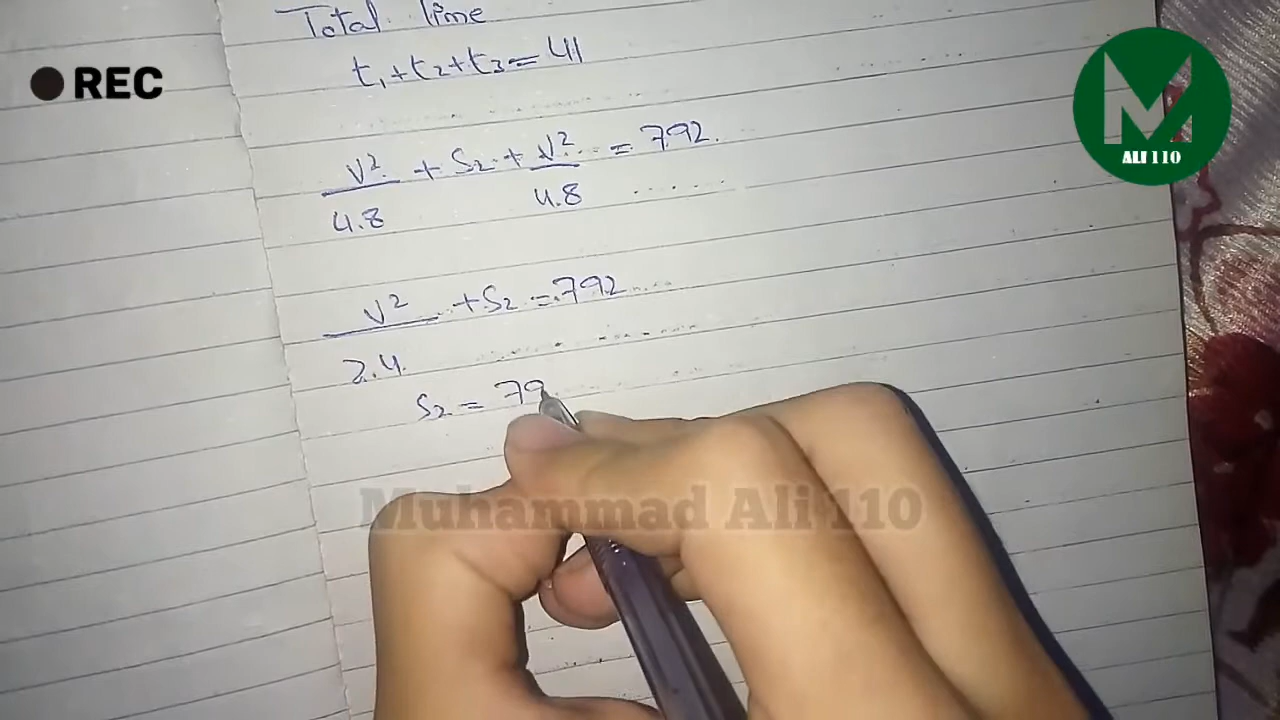 Total time
● REC
t₁+t₂+t₃=41
M
ALI 110
V²/4.8 + S₂ + V²/4.8 = 792.
V²/2.4 + S₂ = 792
S₂ = 79
Muhammad Ali 110